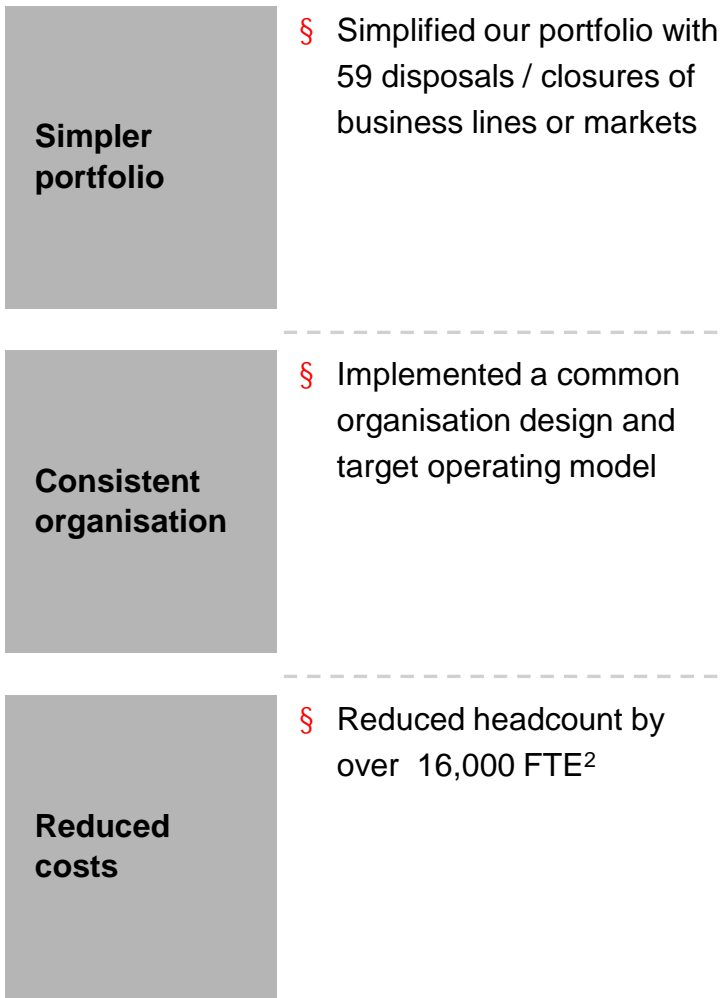 Simpler
portfolio
§ Simplified our portfolio with
59 disposals / closures of
business lines or markets
Consistent
organisation
§ Implemented a common
organisation design and
target operating model
Reduced
costs
§ Reduced headcount by
over 16,000 FTE²